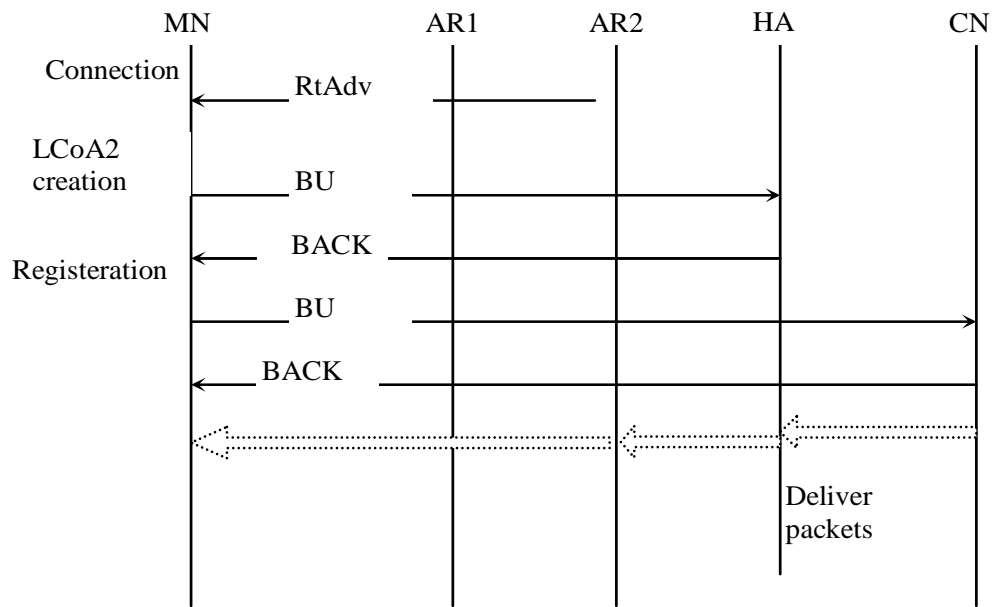 MN AR1 AR2 HA CN
Connection
RtAdv
LCoA2
creation
BU
BACK
Registeration
BU
BACK
Deliver
packets